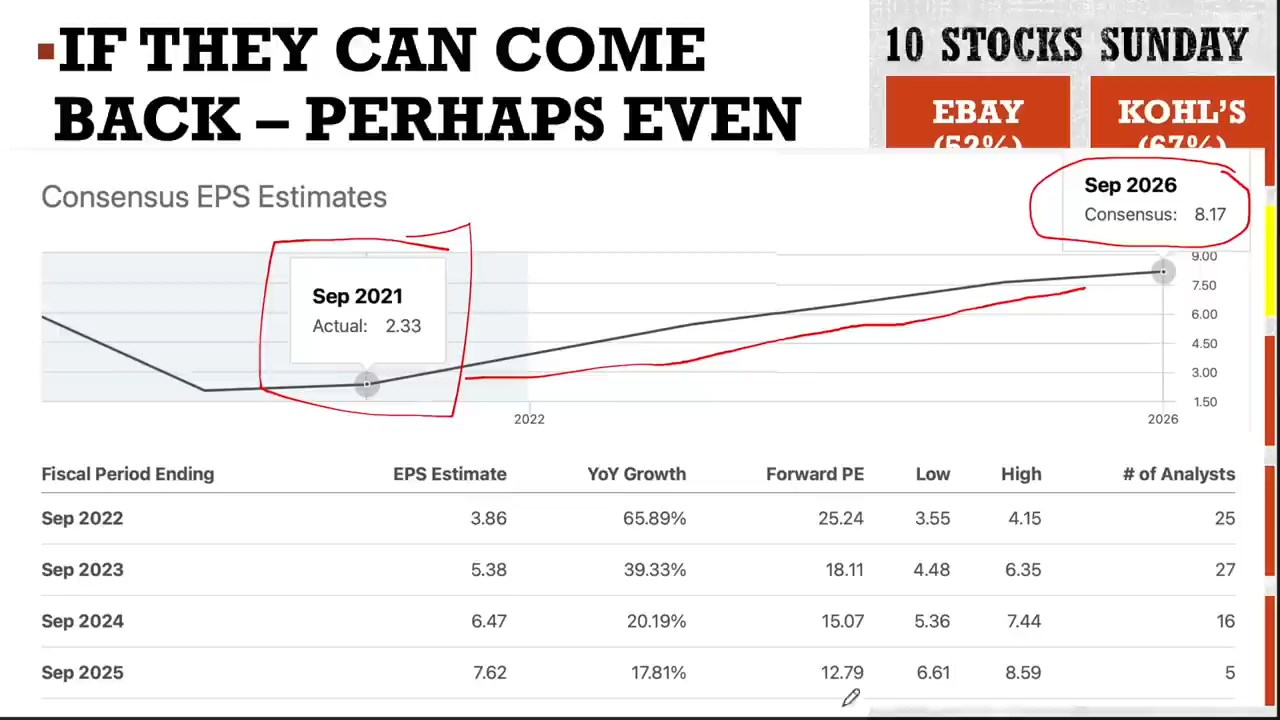 IF THEY CAN COME
BACK – PERHAPS EVEN
10 STOCKS SUNDAY
EBAY
(52%)
KOHL'S
(67%)
Consensus EPS Estimates
Sep 2026
Consensus: 8.17
Sep 2021
Actual: 2.33
9.00
7.50
6.00
4.50
3.00
1.50
2022
2026
Fiscal Period Ending EPS Estimate YoY Growth Forward PE Low High # of Analysts
Sep 2022 3.86 65.89% 25.24 3.55 4.15 25
Sep 2023 5.38 39.33% 18.11 4.48 6.35 27
Sep 2024 6.47 20.19% 15.07 5.36 7.44 16
Sep 2025 7.62 17.81% 12.79 6.61 8.59 5